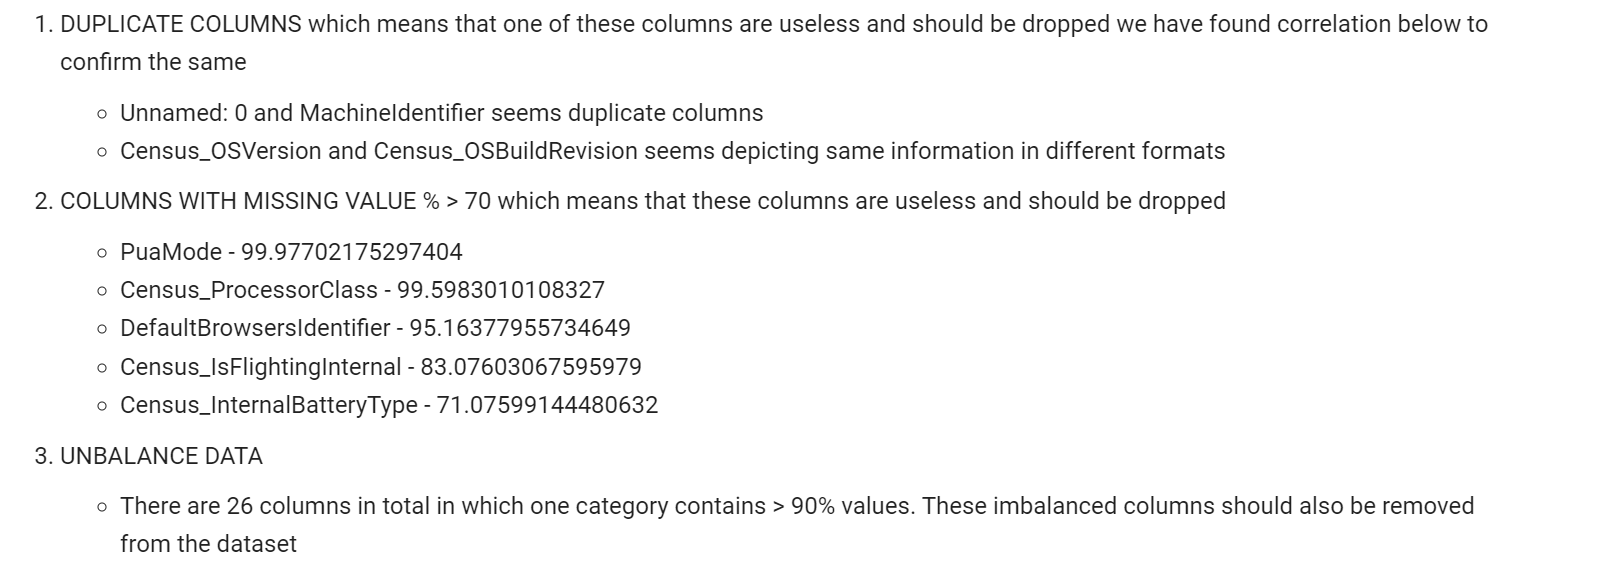 1. DUPLICATE COLUMNS which means that one of these columns are useless and should be dropped we have found correlation below to
confirm the same
○ Unnamed: 0 and MachineIdentifier seems duplicate columns
○ Census_OSVersion and Census_OSBuildRevision seems depicting same information in different formats
2. COLUMNS WITH MISSING VALUE % > 70 which means that these columns are useless and should be dropped
○ PuaMode - 99.97702175297404
○ Census_ProcessorClass - 99.5983010108327
○ DefaultBrowsersIdentifier - 95.16377955734649
○ Census_IsFlightingInternal - 83.07603067595979
○ Census_InternalBatteryType - 71.07599144480632
3. UNBALANCE DATA
○ There are 26 columns in total in which one category contains > 90% values. These imbalanced columns should also be removed
from the dataset